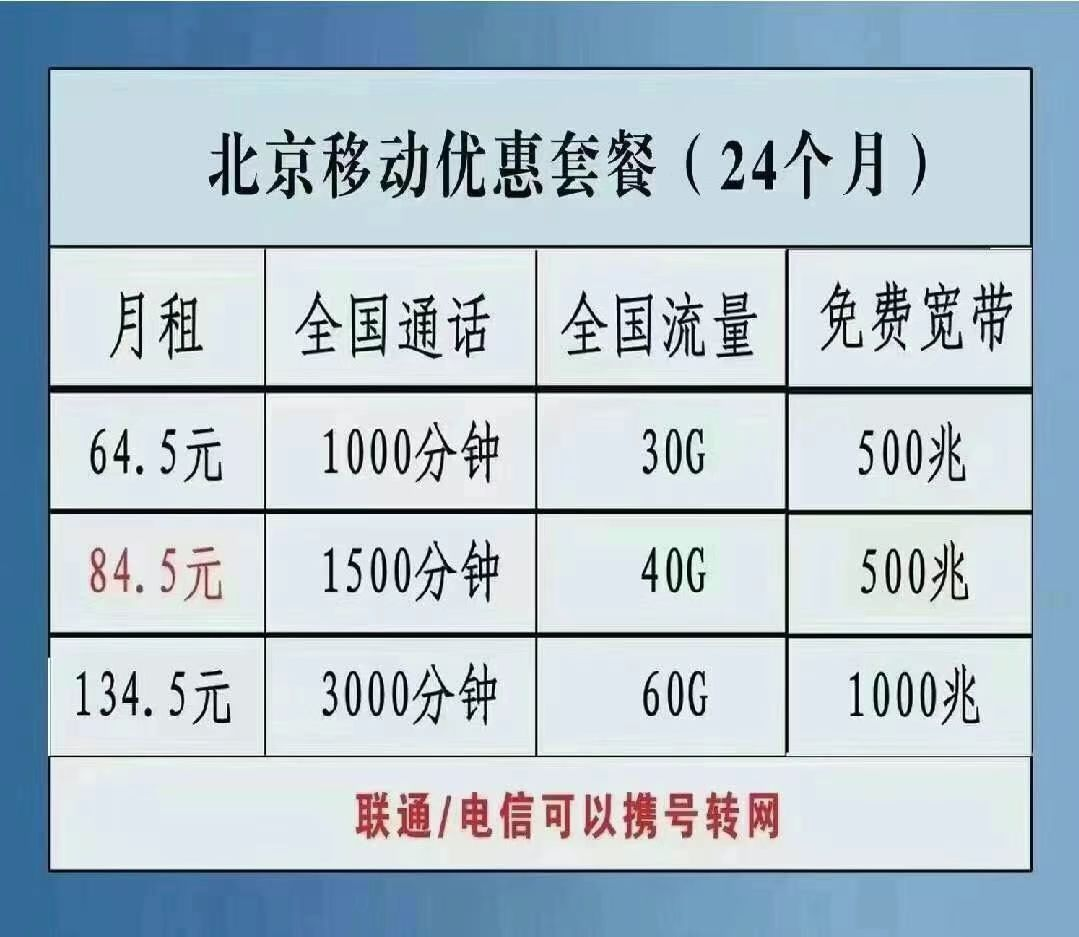 北京移动优惠套餐（24个月）
月租 全国通话 全国流量 免费宽带
64.5元 1000分钟 30G 500兆
84.5元 1500分钟 40G 500兆
134.5元 3000分钟 60G 1000兆
联通/电信可以携号转网